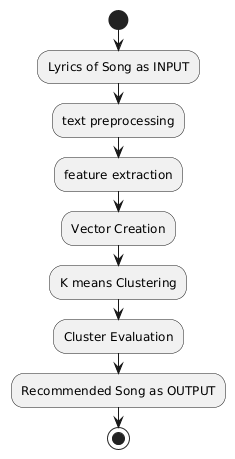 Lyrics of Song as INPUT
text preprocessing
feature extraction
Vector Creation
K means Clustering
Cluster Evaluation
Recommended Song as OUTPUT